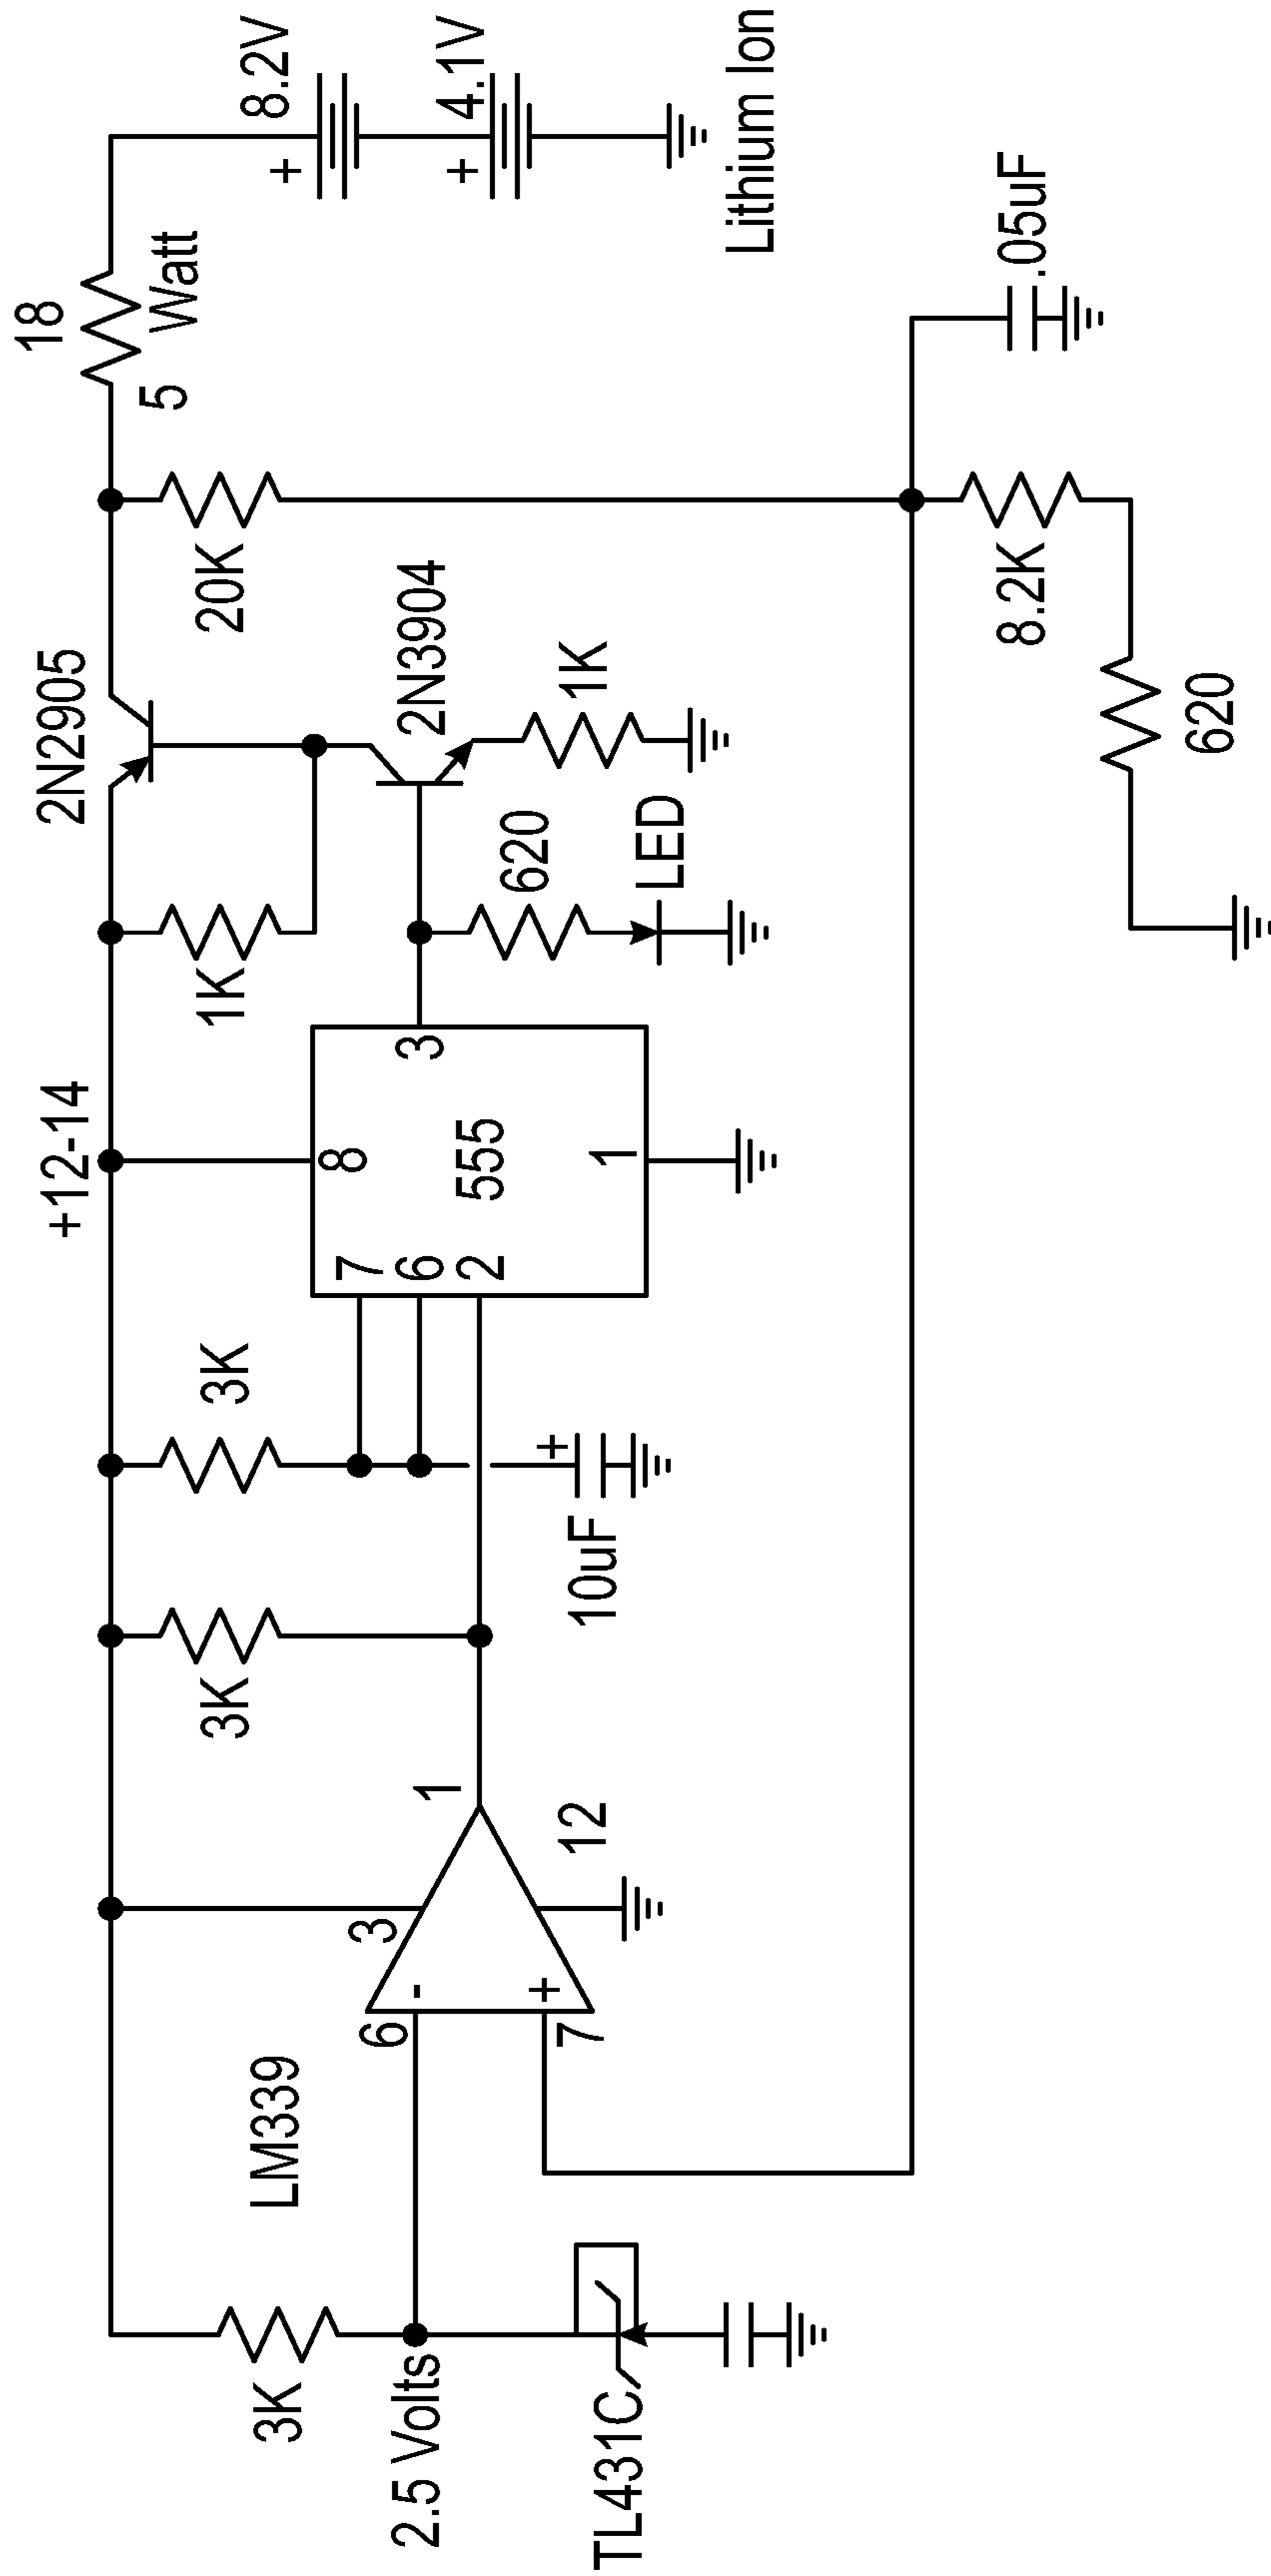 +12-14
2N2905
18
5 Watt
8.2V
+
4.1V
+
Lithium Ion
3K
2.5 Volts
TL431C
LM339
6
-
7
+
3
1
12
3K
3K
10uF
+
7
6
2
8
555
1
3
1K
620
LED
2N3904
1K
20K
8.2K
620
.05uF